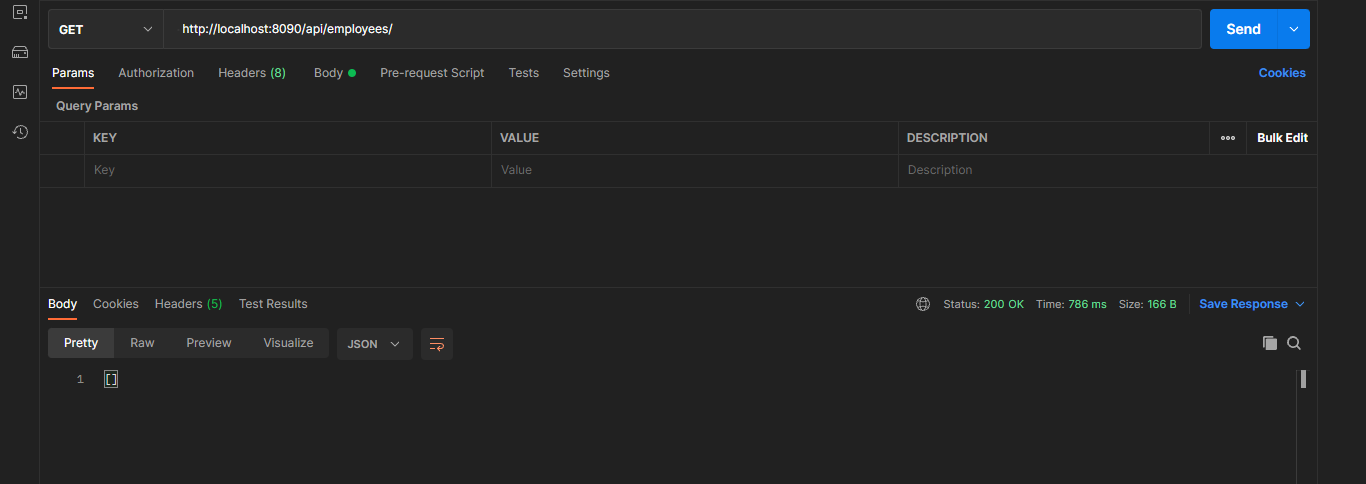 GET http://localhost:8090/api/employees/ Send
Params Authorization Headers (8) Body Pre-request Script Tests Settings Cookies
Query Params
KEY VALUE DESCRIPTION ooo Bulk Edit
Key Value Description
Body Cookies Headers (5) Test Results Status: 200 OK Time: 786 ms Size: 166 B Save Response
Pretty Raw Preview Visualize JSON
1 []